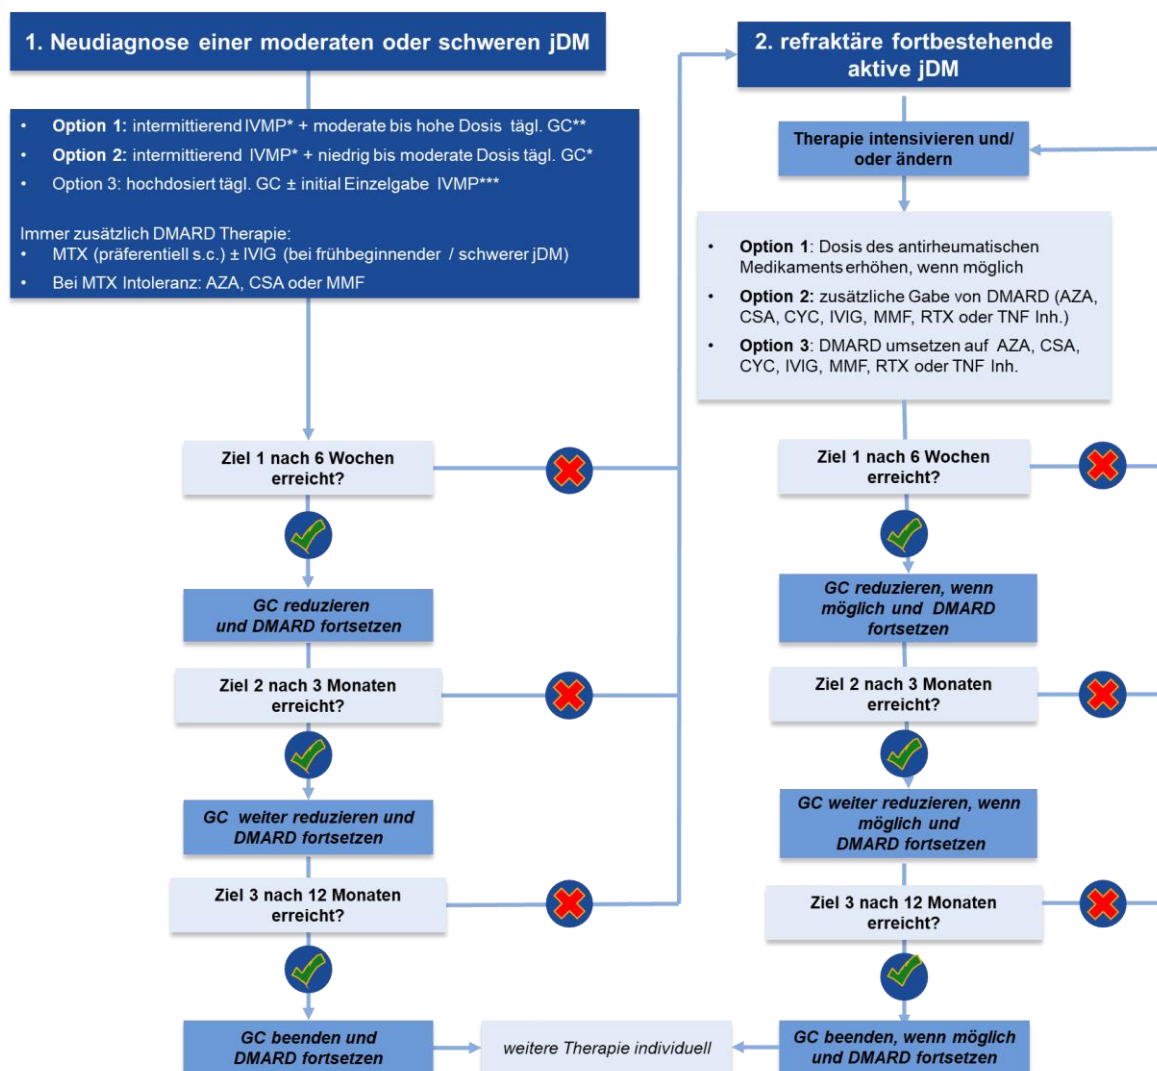 1. Neudiagnose einer moderaten oder schweren jDM
• Option 1: intermittierend IVMP* + moderate bis hohe Dosis tägl. GC**
• Option 2: intermittierend IVMP* + niedrig bis moderate Dosis tägl. GC*
• Option 3: hochdosiert tägl. GC ± initial Einzelgabe IVMP***
Immer zusätzlich DMARD Therapie:
• MTX (präferentiell s.c.) ± IVIG (bei frühbeginnender / schwerer jDM)
• Bei MTX Intoleranz: AZA, CSA oder MMF
Ziel 1 nach 6 Wochen
erreicht?
GC reduzieren
und DMARD fortsetzen
Ziel 2 nach 3 Monaten
erreicht?
GC weiter reduzieren und
DMARD fortsetzen
Ziel 3 nach 12 Monaten
erreicht?
GC beenden und
DMARD fortsetzen
weitere Therapie individuell
2. refraktäre fortbestehende
aktive jDM
Therapie intensivieren und/
oder ändern
• Option 1: Dosis des antirheumatischen
Medikaments erhöhen, wenn möglich
• Option 2: zusätzliche Gabe von DMARD (AZA,
CSA, CYC, IVIG, MMF, RTX oder TNF Inh.)
• Option 3: DMARD umsetzen auf AZA, CSA,
CYC, IVIG, MMF, RTX oder TNF Inh.
Ziel 1 nach 6 Wochen
erreicht?
GC reduzieren, wenn
möglich und DMARD
fortsetzen
Ziel 2 nach 3 Monaten
erreicht?
GC weiter reduzieren, wenn
möglich und
DMARD fortsetzen
Ziel 3 nach 12 Monaten
erreicht?
GC beenden, wenn möglich
und DMARD fortsetzen